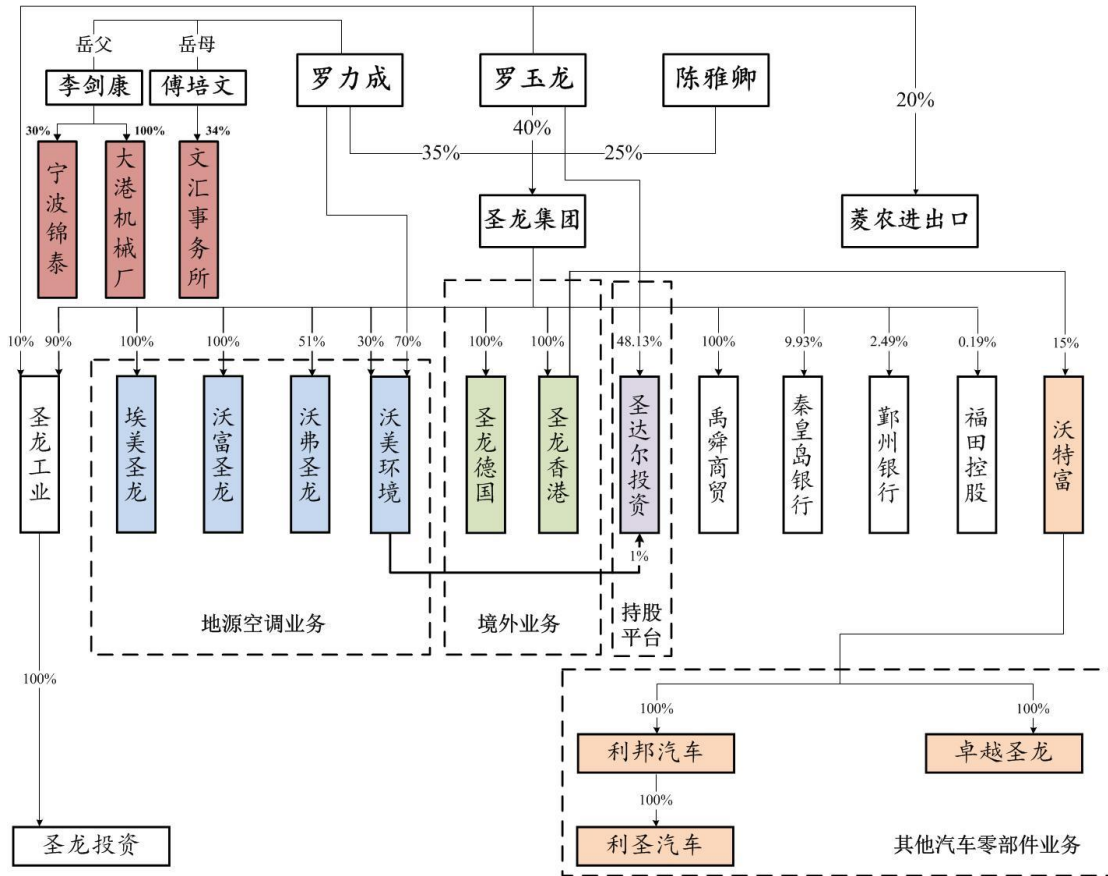 岳父
岳母
李剑康
傅培文
罗力成
罗玉龙
陈雅卿
20%
30%
100%
34%
35%
40%
25%
宁波锦泰
大港机械厂
文汇事务所
圣龙集团
菱农进出口
10%
90%
100%
100%
51%
30%
70%
100%
100%
48.13%
100%
9.93%
2.49%
0.19%
15%
圣龙工业
埃美圣龙
沃富圣龙
沃弗圣龙
沃美环境
圣龙德国
圣龙香港
圣达尔投资
禹舜商贸
秦皇岛银行
鄞州银行
福田控股
沃特富
1%
地源空调业务
境外业务
持股
平台
100%
100%
100%
利邦汽车
卓越圣龙
100%
圣龙投资
利圣汽车
其他汽车零部件业务